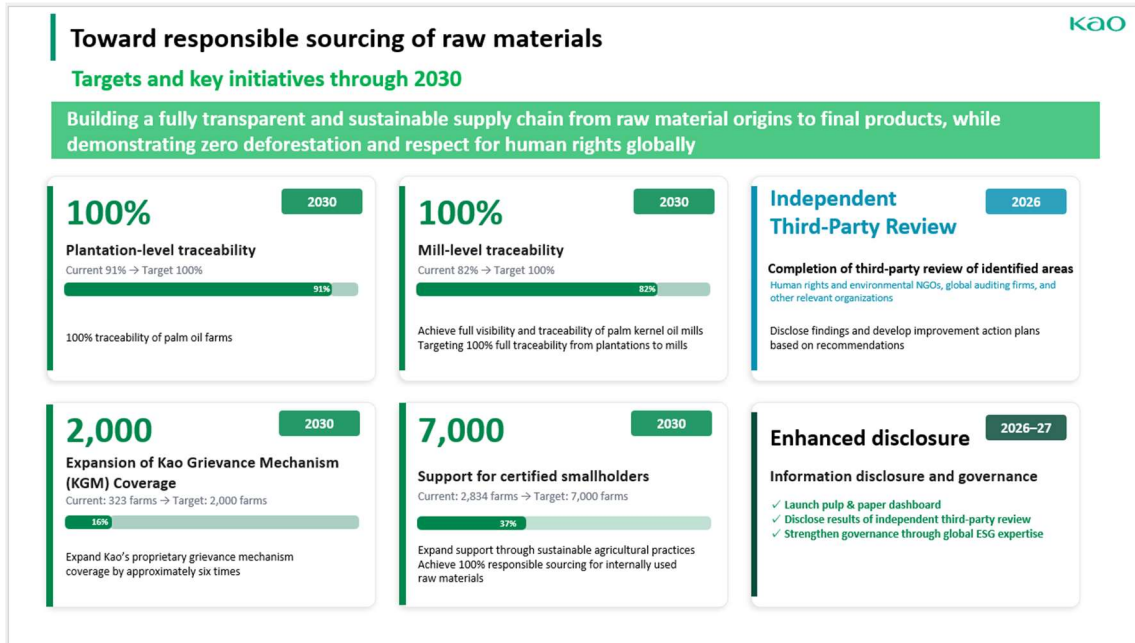 Kao
Toward responsible sourcing of raw materials
Targets and key initiatives through 2030
Building a fully transparent and sustainable supply chain from raw material origins to final products, while
demonstrating zero deforestation and respect for human rights globally
100%
2030
Plantation-level traceability
Current 91% → Target 100%
91%
100% traceability of palm oil farms
100%
2030
Mill-level traceability
Current 82% → Target 100%
82%
Achieve full visibility and traceability of palm kernel oil mills
Targeting 100% full traceability from plantations to mills
Independent
Third-Party Review
2026
Completion of third-party review of identified areas
Human rights and environmental NGOs, global auditing firms, and
other relevant organizations
Disclose findings and develop improvement action plans
based on recommendations
2,000
2030
Expansion of Kao Grievance Mechanism
(KGM) Coverage
Current: 323 farms → Target: 2,000 farms
16%
Expand Kao's proprietary grievance mechanism
coverage by approximately six times
7,000
2030
Support for certified smallholders
Current: 2,834 farms → Target: 7,000 farms
37%
Expand support through sustainable agricultural practices
Achieve 100% responsible sourcing for internally used
raw materials
Enhanced disclosure
2026–27
Information disclosure and governance
✓ Launch pulp & paper dashboard
✓ Disclose results of independent third-party review
✓ Strengthen governance through global ESG expertise